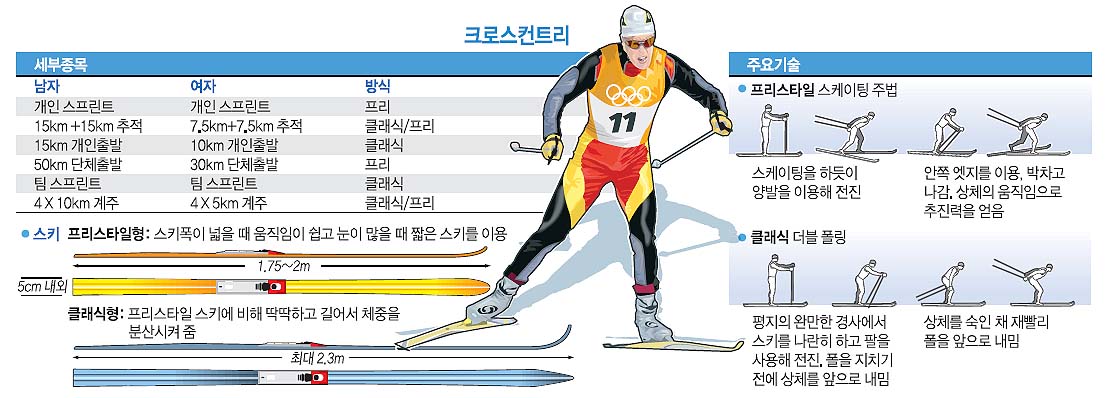 크로스컨트리
세부종목
남자 여자 방식
개인 스프린트 개인 스프린트 프리
15km +15km 추적 7.5km+7.5km 추적 클래식/프리
15km 개인출발 10km 개인출발 클래식
50km 단체출발 30km 단체출발 프리
팀 스프린트 팀 스프린트 클래식
4 X 10km 계주 4 X 5km 계주 클래식/프리
● 스키 프리스타일형: 스키폭이 넓을 때 움직임이 쉽고 눈이 많을 때 짧은 스키를 이용
1.75~2m
5cm 내외
클래식형: 프리스타일 스키에 비해 딱딱하고 길어서 체중을
분산시켜 줌
최대 2.3m
11
주요기술
● 프리스타일 스케이팅 주법
스케이팅을 하듯이
양발을 이용해 전진
안쪽 엣지를 이용, 박차고
나감, 상체의 움직임으로
추진력을 얻음
● 클래식 더블 폴링
평지의 완만한 경사에서
스키를 나란히 하고 팔을
사용해 전진, 폴을 지치기
전에 상체를 앞으로 내밈
상체를 숙인 채 재빨리
폴을 앞으로 내밈